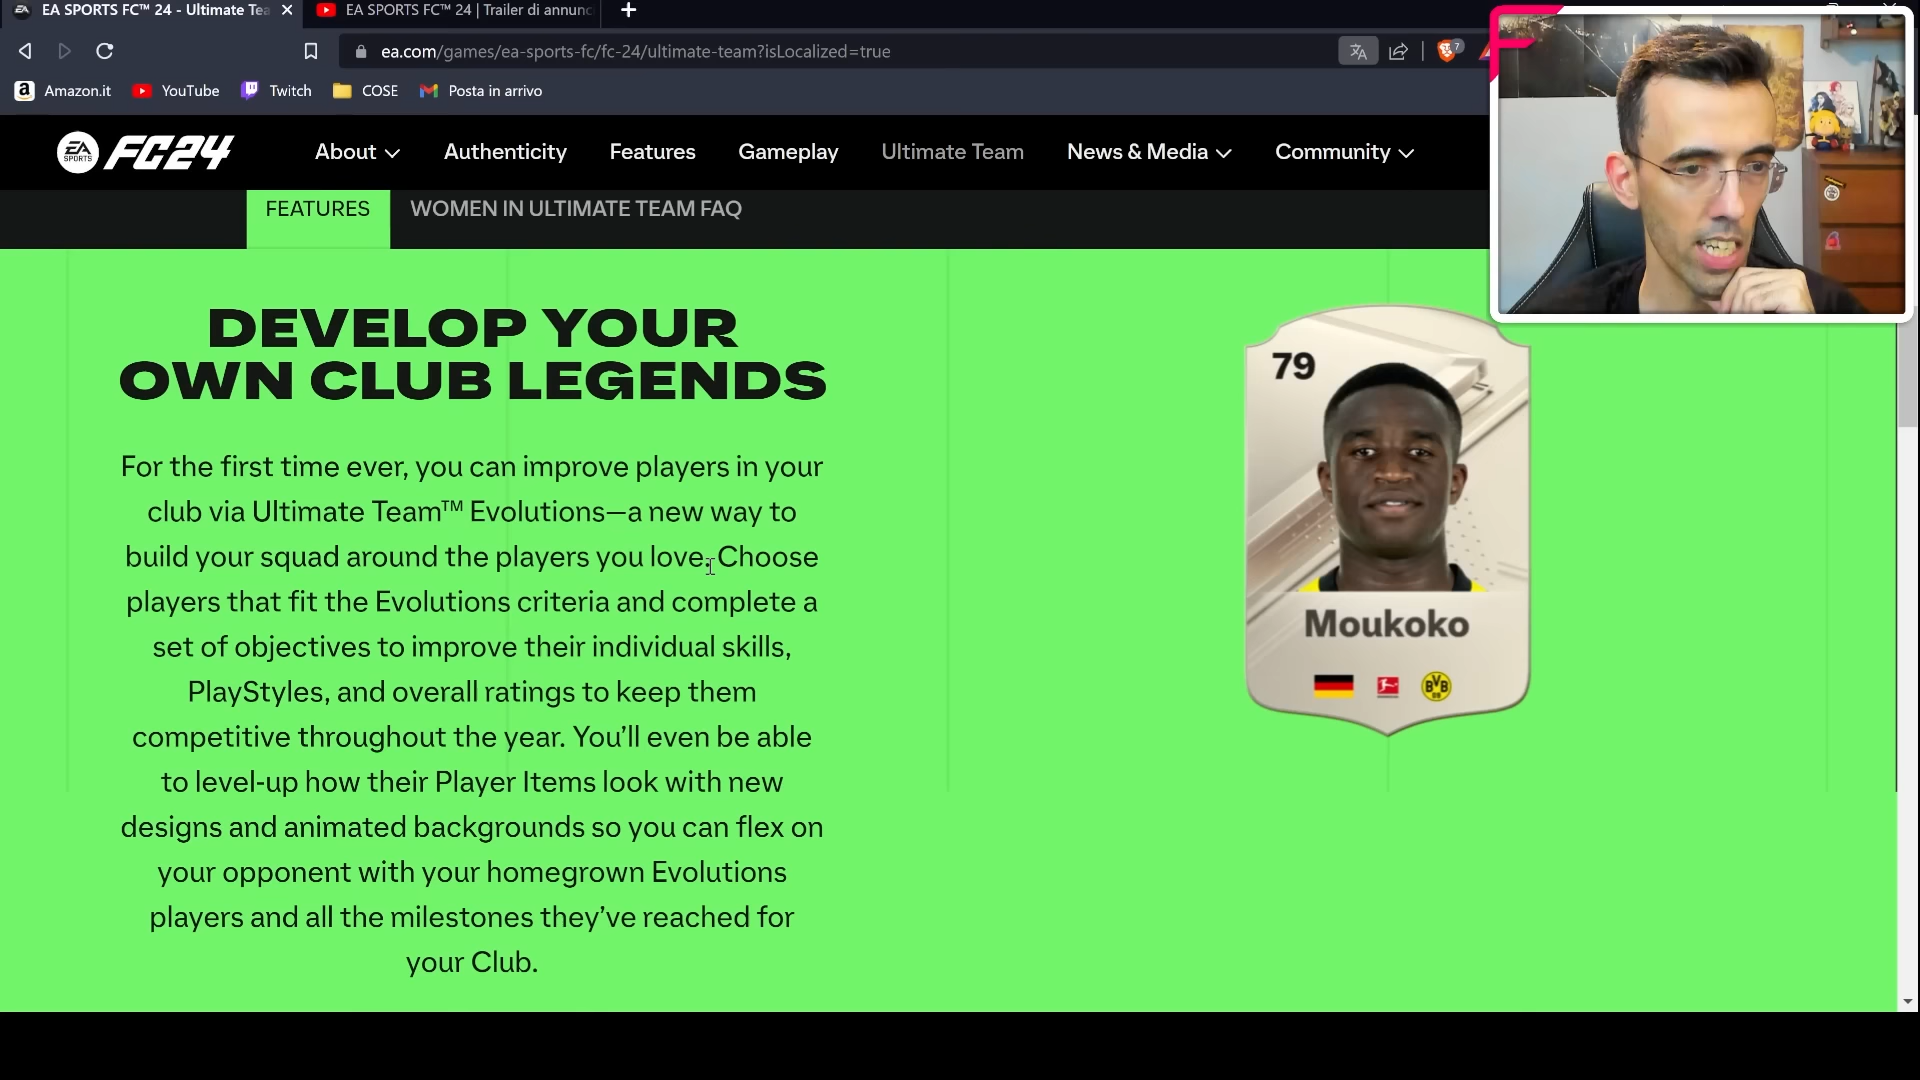 EA SPORTS FC™ 24 - Ultimate Tea
EA SPORTS FC™ 24 | Trailer di annunc
ea.com/games/ea-sports-fc/fc-24/ultimate-team?isLocalized=true
7
Amazon.it
YouTube
Twitch
COSE
Posta in arrivo
EA SPORTS FC24
About
Authenticity
Features
Gameplay
Ultimate Team
News & Media
Community
FEATURES
WOMEN IN ULTIMATE TEAM FAQ
DEVELOP YOUR
OWN CLUB LEGENDS
For the first time ever, you can improve players in your
club via Ultimate Team™ Evolutions—a new way to
build your squad around the players you love. Choose
players that fit the Evolutions criteria and complete a
set of objectives to improve their individual skills,
PlayStyles, and overall ratings to keep them
competitive throughout the year. You’ll even be able
to level-up how their Player Items look with new
designs and animated backgrounds so you can flex on
your opponent with your homegrown Evolutions
players and all the milestones they’ve reached for
your Club.
79
Moukoko
BVB
09